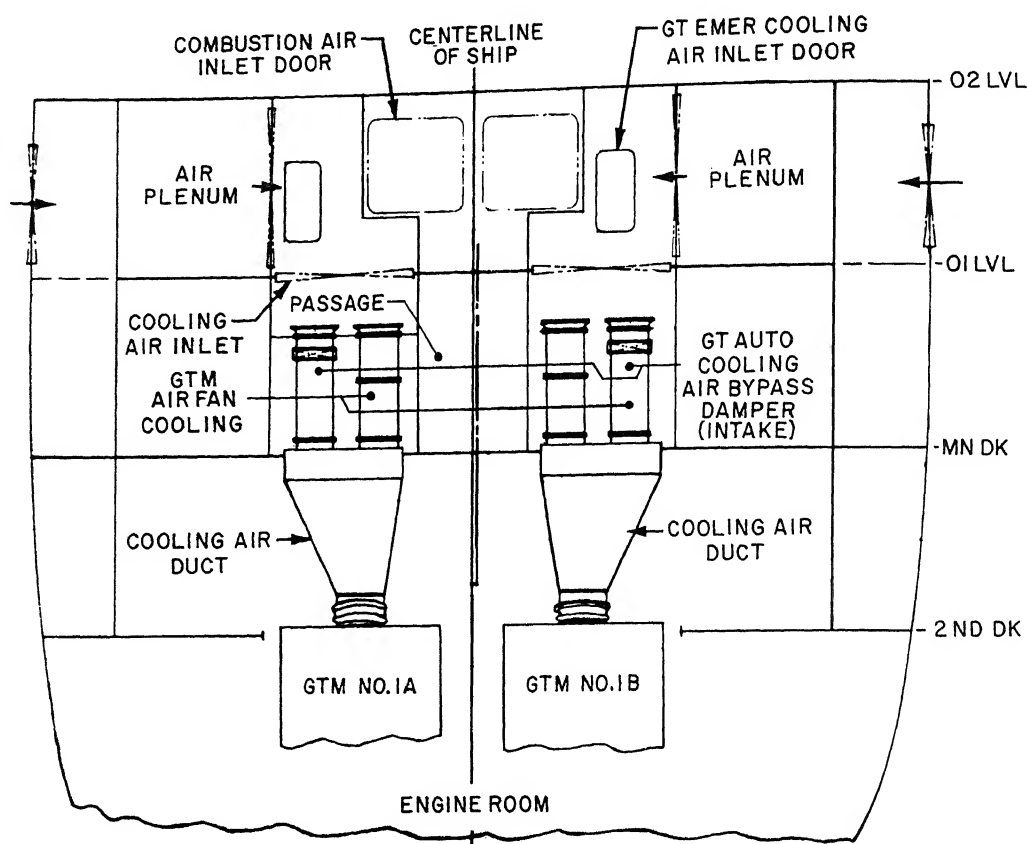 COMBUSTION AIR
INLET DOOR
CENTERLINE
OF SHIP
GT EMER COOLING
AIR INLET DOOR
02 LVL
AIR
PLENUM
AIR
PLENUM
01 LVL
COOLING
AIR INLET
PASSAGE
GTM
AIR FAN
COOLING
GT AUTO
COOLING
AIR BYPASS
DAMPER
(INTAKE)
MN DK
COOLING AIR
DUCT
COOLING AIR
DUCT
2ND DK
GTM NO.1A
GTM NO.1B
ENGINE ROOM